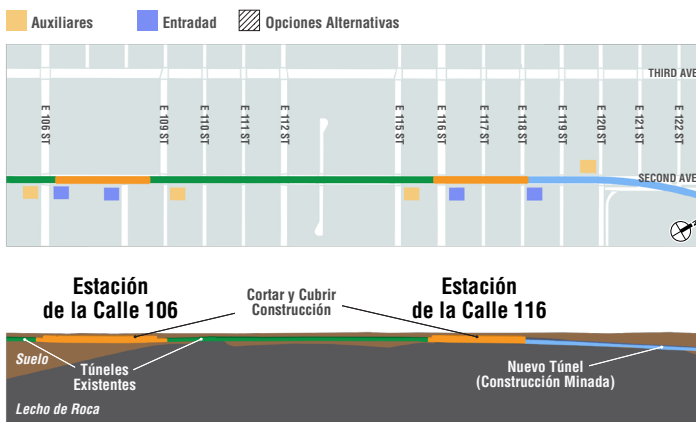 Auxiliares
Entradad
Opciones Alternativas
THIRD AVE
E 106 ST
E 109 ST
E 110 ST
E 111 ST
E 112 ST
E 115 ST
E 116 ST
E 117 ST
E 118 ST
E 119 ST
E 120 ST
E 121 ST
E 122 ST
SECOND AVE
Estación
de la Calle 106
Cortar y Cubrir
Construcción
Estación
de la Calle 116
Suelo
Túneles
Existentes
Nuevo Túnel
(Construcción Minada)
Lecho de Roca